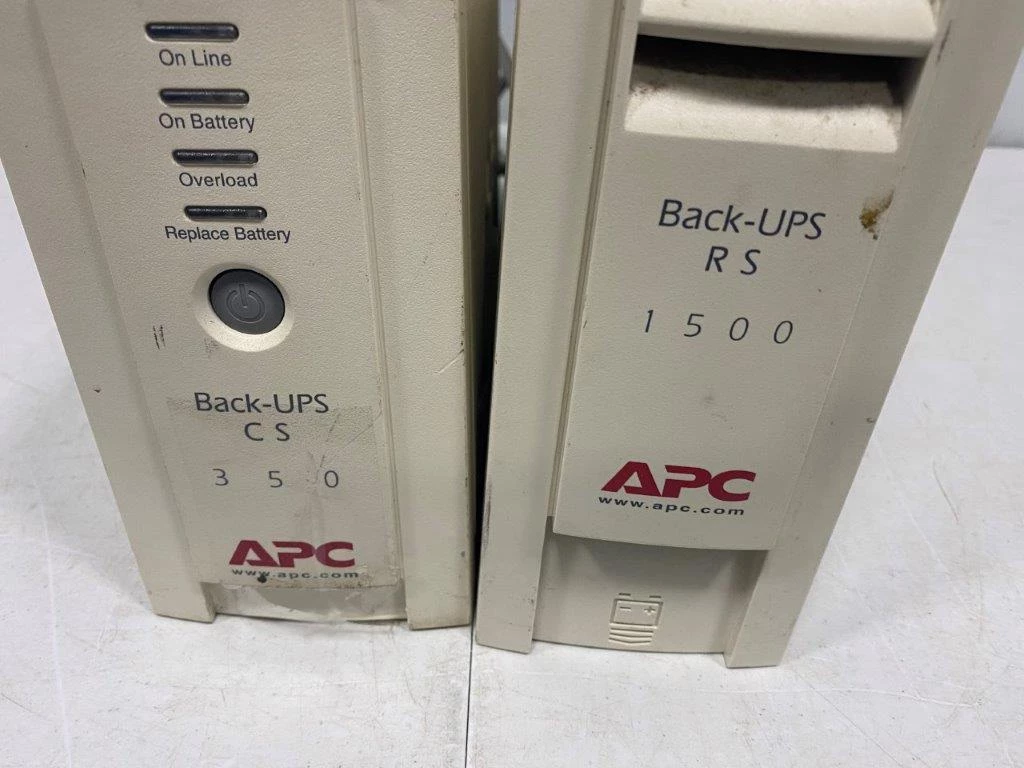 On Line
On Battery
Overload
Replace Battery
Back-UPS
CS
350
APC
www.apc.com
Back-UPS
RS
1500
APC
www.apc.com